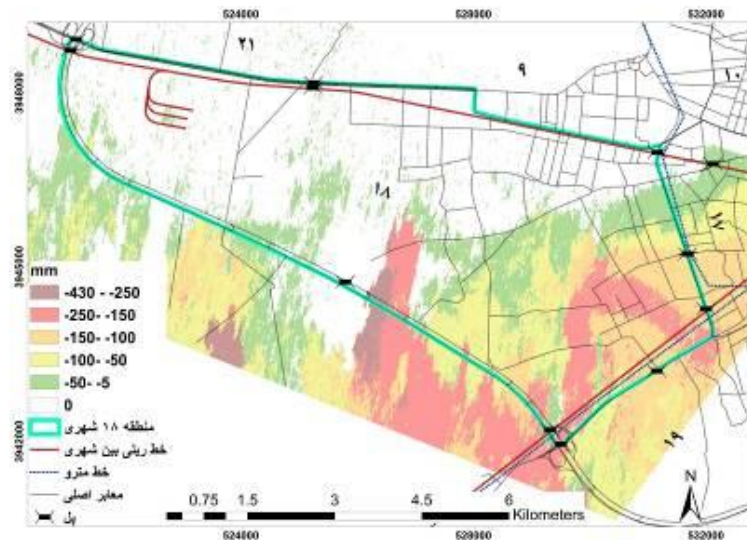 524000 528000 532000
۲۱
۹
۱۰
3948000
۱۸
۱۷
3945000
mm
-430 - -250
-250- -150
-150- -100
-100- -50
-50- -5
0
منطقه ۱۸ شهری
خط ریلی بین شهری
خط مترو
معابر اصلی
پل
3942000
۱۹
N
0.75 1.5 3 4.5 6
Kilometers
524000 528000 532000